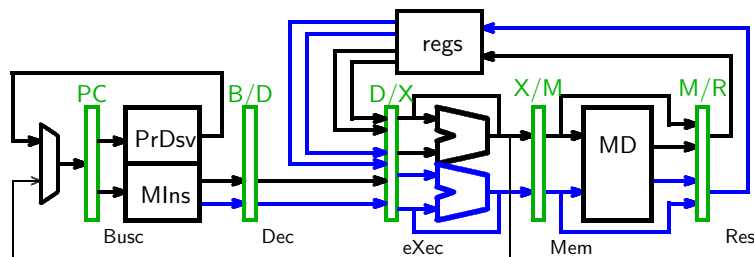 regs
PC
B/D
D/X
X/M
M/R
PrDsv
MD
MIns
Busc
Dec
eXec
Mem
Res